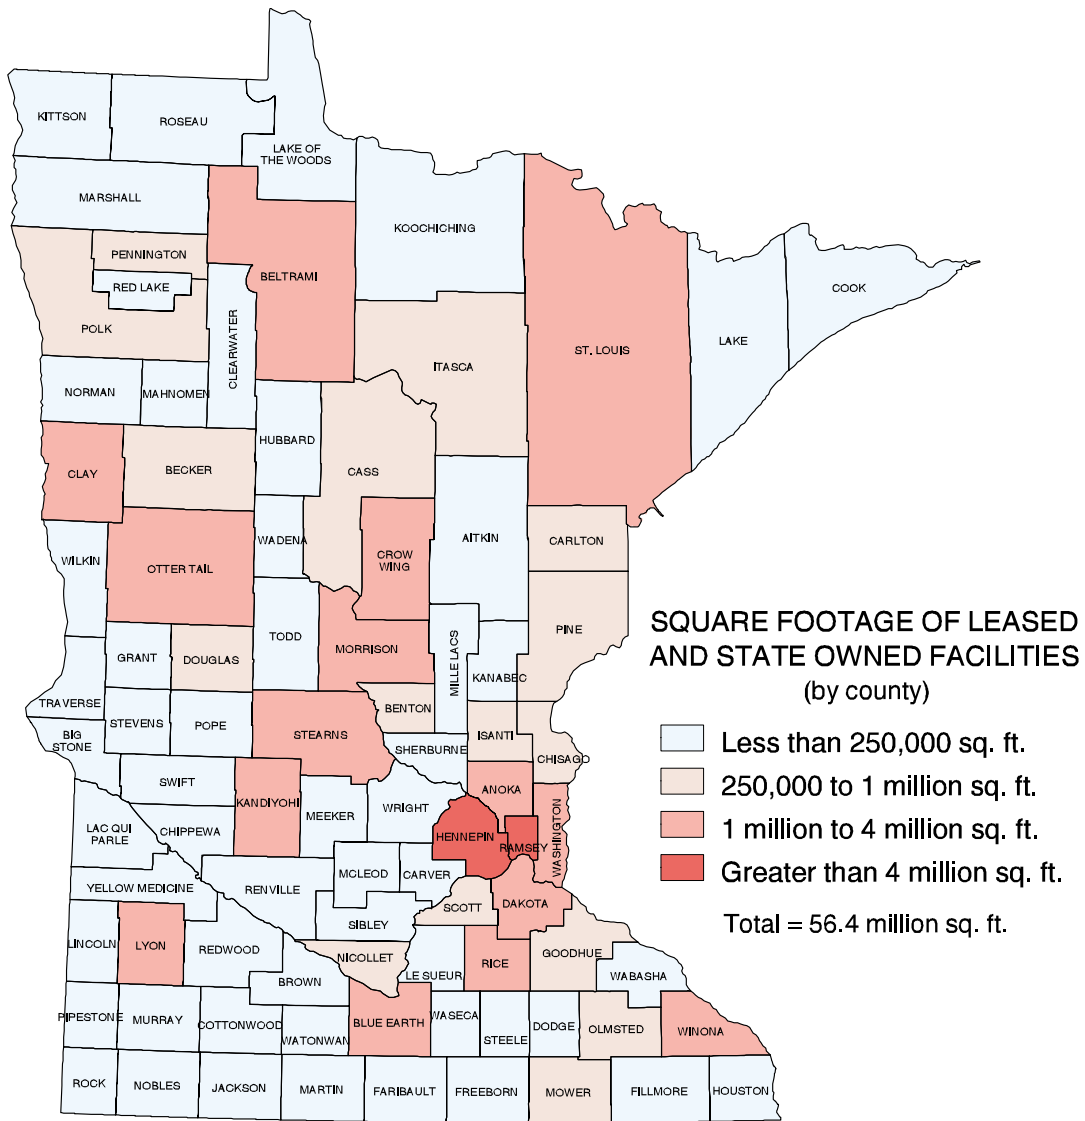 KITTSON
ROSEAU
LAKE OF
THE WOODS
MARSHALL
KOOCHICHING
PENNINGTON
BELTRAMI
RED LAKE
COOK
POLK
CLEARWATER
LAKE
ST. LOUIS
ITASCA
NORMAN
MAHNOMEN
HUBBARD
CLAY
BECKER
CASS
WADENA
AITKIN
CARLTON
WILKIN
CROW
WING
OTTER TAIL
PINE
TODD
MORRISON
MILLE LACS
GRANT
DOUGLAS
KANABEC
TRAVERSE
STEVENS
POPE
BENTON
BIG
STONE
STEARNS
ISANTI
SHERBURNE
CHISAGO
SWIFT
KANDIYOHI
ANOKA
WRIGHT
MEEKER
WASHINGTON
LAC QUI
PARLE
CHIPPEWA
HENNEPIN
RAMSEY
MCLEOD
CARVER
YELLOW MEDICINE
RENVILLE
SCOTT
DAKOTA
SIBLEY
LINCOLN
LYON
REDWOOD
NICOLLET
RICE
GOODHUE
LE SUEUR
WABASHA
BROWN
PIPESTONE
MURRAY
COTTONWOOD
WATONWAN
BLUE EARTH
WASECA
STEELE
DODGE
OLMSTED
WINONA
ROCK
NOBLES
JACKSON
MARTIN
FARIBAULT
FREEBORN
MOWER
FILLMORE
HOUSTON
SQUARE FOOTAGE OF LEASED
AND STATE OWNED FACILITIES
(by county)
Less than 250,000 sq. ft.
250,000 to 1 million sq. ft.
1 million to 4 million sq. ft.
Greater than 4 million sq. ft.
Total = 56.4 million sq. ft.